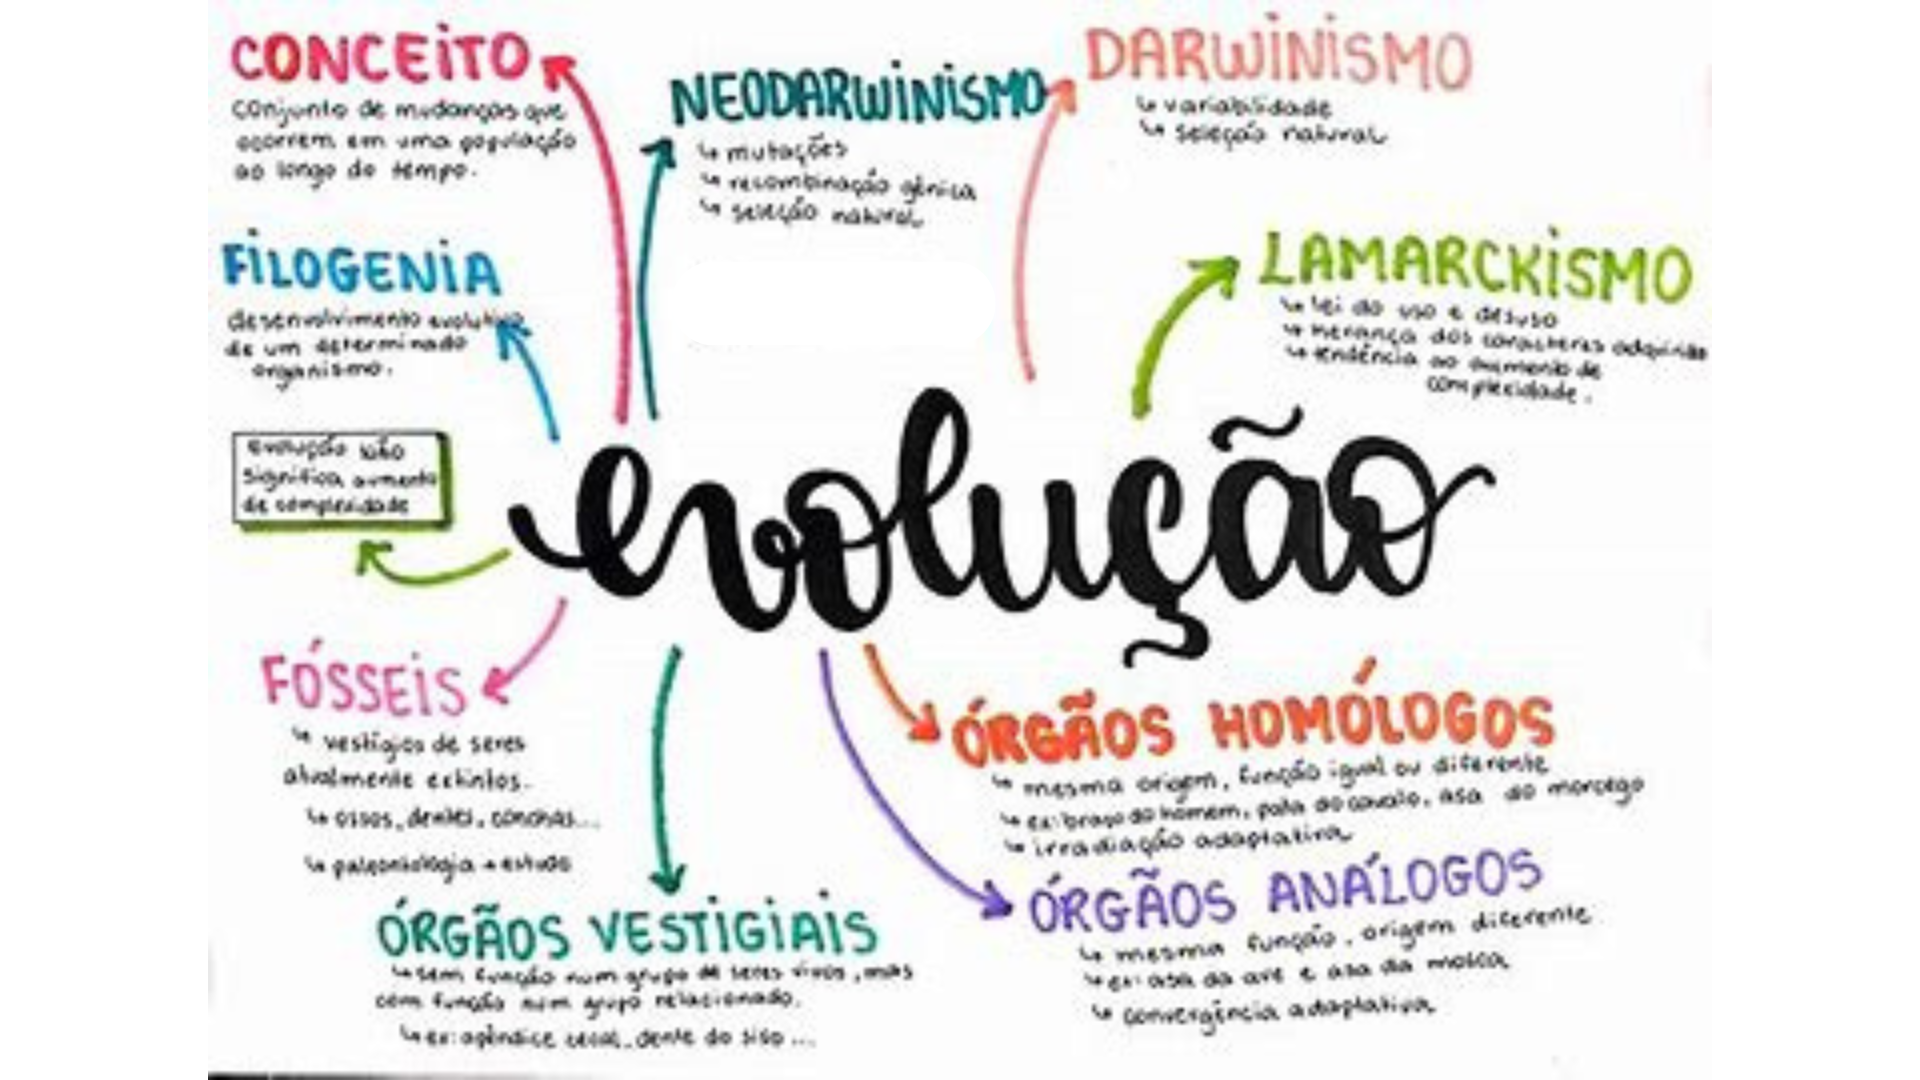 CONCEITO
conjunto de mudanças que
ocorrem em uma população
ao longo do tempo.
NEODARWINISMO
↳ mutações
↳ recombinação gênica
↳ seleção natural
DARWINISMO
↳ variabilidade
↳ seleção natural
FILOGENIA
desenvolvimento evolutivo
de um determinado
organismo.
LAMARCKISMO
↳ lei do uso e desuso
↳ herança dos caracteres adquiridos
↳ tendência ao aumento de
complexidade.
evolução não
significa aumento
de complexidade
evolução
FÓSSEIS
↳ vestígios de seres
atualmente extintos.
↳ ossos, dentes, conchas...
↳ paleontologia → estuda
ÓRGÃOS VESTIGIAIS
↳ sem função num grupo de seres vivos, mas
com função num grupo relacionado.
↳ ex: apêndice cecal, dente do siso ...
ÓRGÃOS HOMÓLOGOS
↳ mesma origem, função igual ou diferente
↳ ex: braço do homem, pata do cavalo, asa do morcego
↳ irradiação adaptativa
ÓRGÃOS ANÁLOGOS
↳ mesma função, origem diferente
↳ ex: asa da ave e asa da mosca
↳ convergência adaptativa